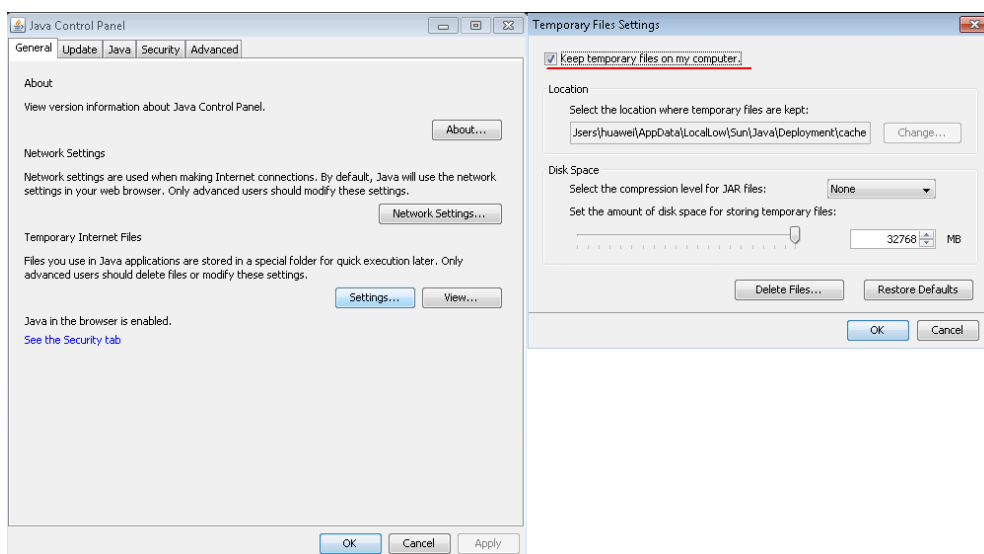 Java Control Panel
General Update Java Security Advanced
About
View version information about Java Control Panel.
About...
Network Settings
Network settings are used when making Internet connections. By default, Java will use the network
settings in your web browser. Only advanced users should modify these settings.
Network Settings...
Temporary Internet Files
Files you use in Java applications are stored in a special folder for quick execution later. Only
advanced users should delete files or modify these settings.
Settings... View...
Java in the browser is enabled.
See the Security tab
OK Cancel Apply
Temporary Files Settings
Keep temporary files on my computer.
Location
Select the location where temporary files are kept:
Jsers\huawei\AppData\LocalLow\Sun\Java\Deployment\cache Change...
Disk Space
Select the compression level for JAR files: None
Set the amount of disk space for storing temporary files:
32768 MB
Delete Files... Restore Defaults
OK Cancel